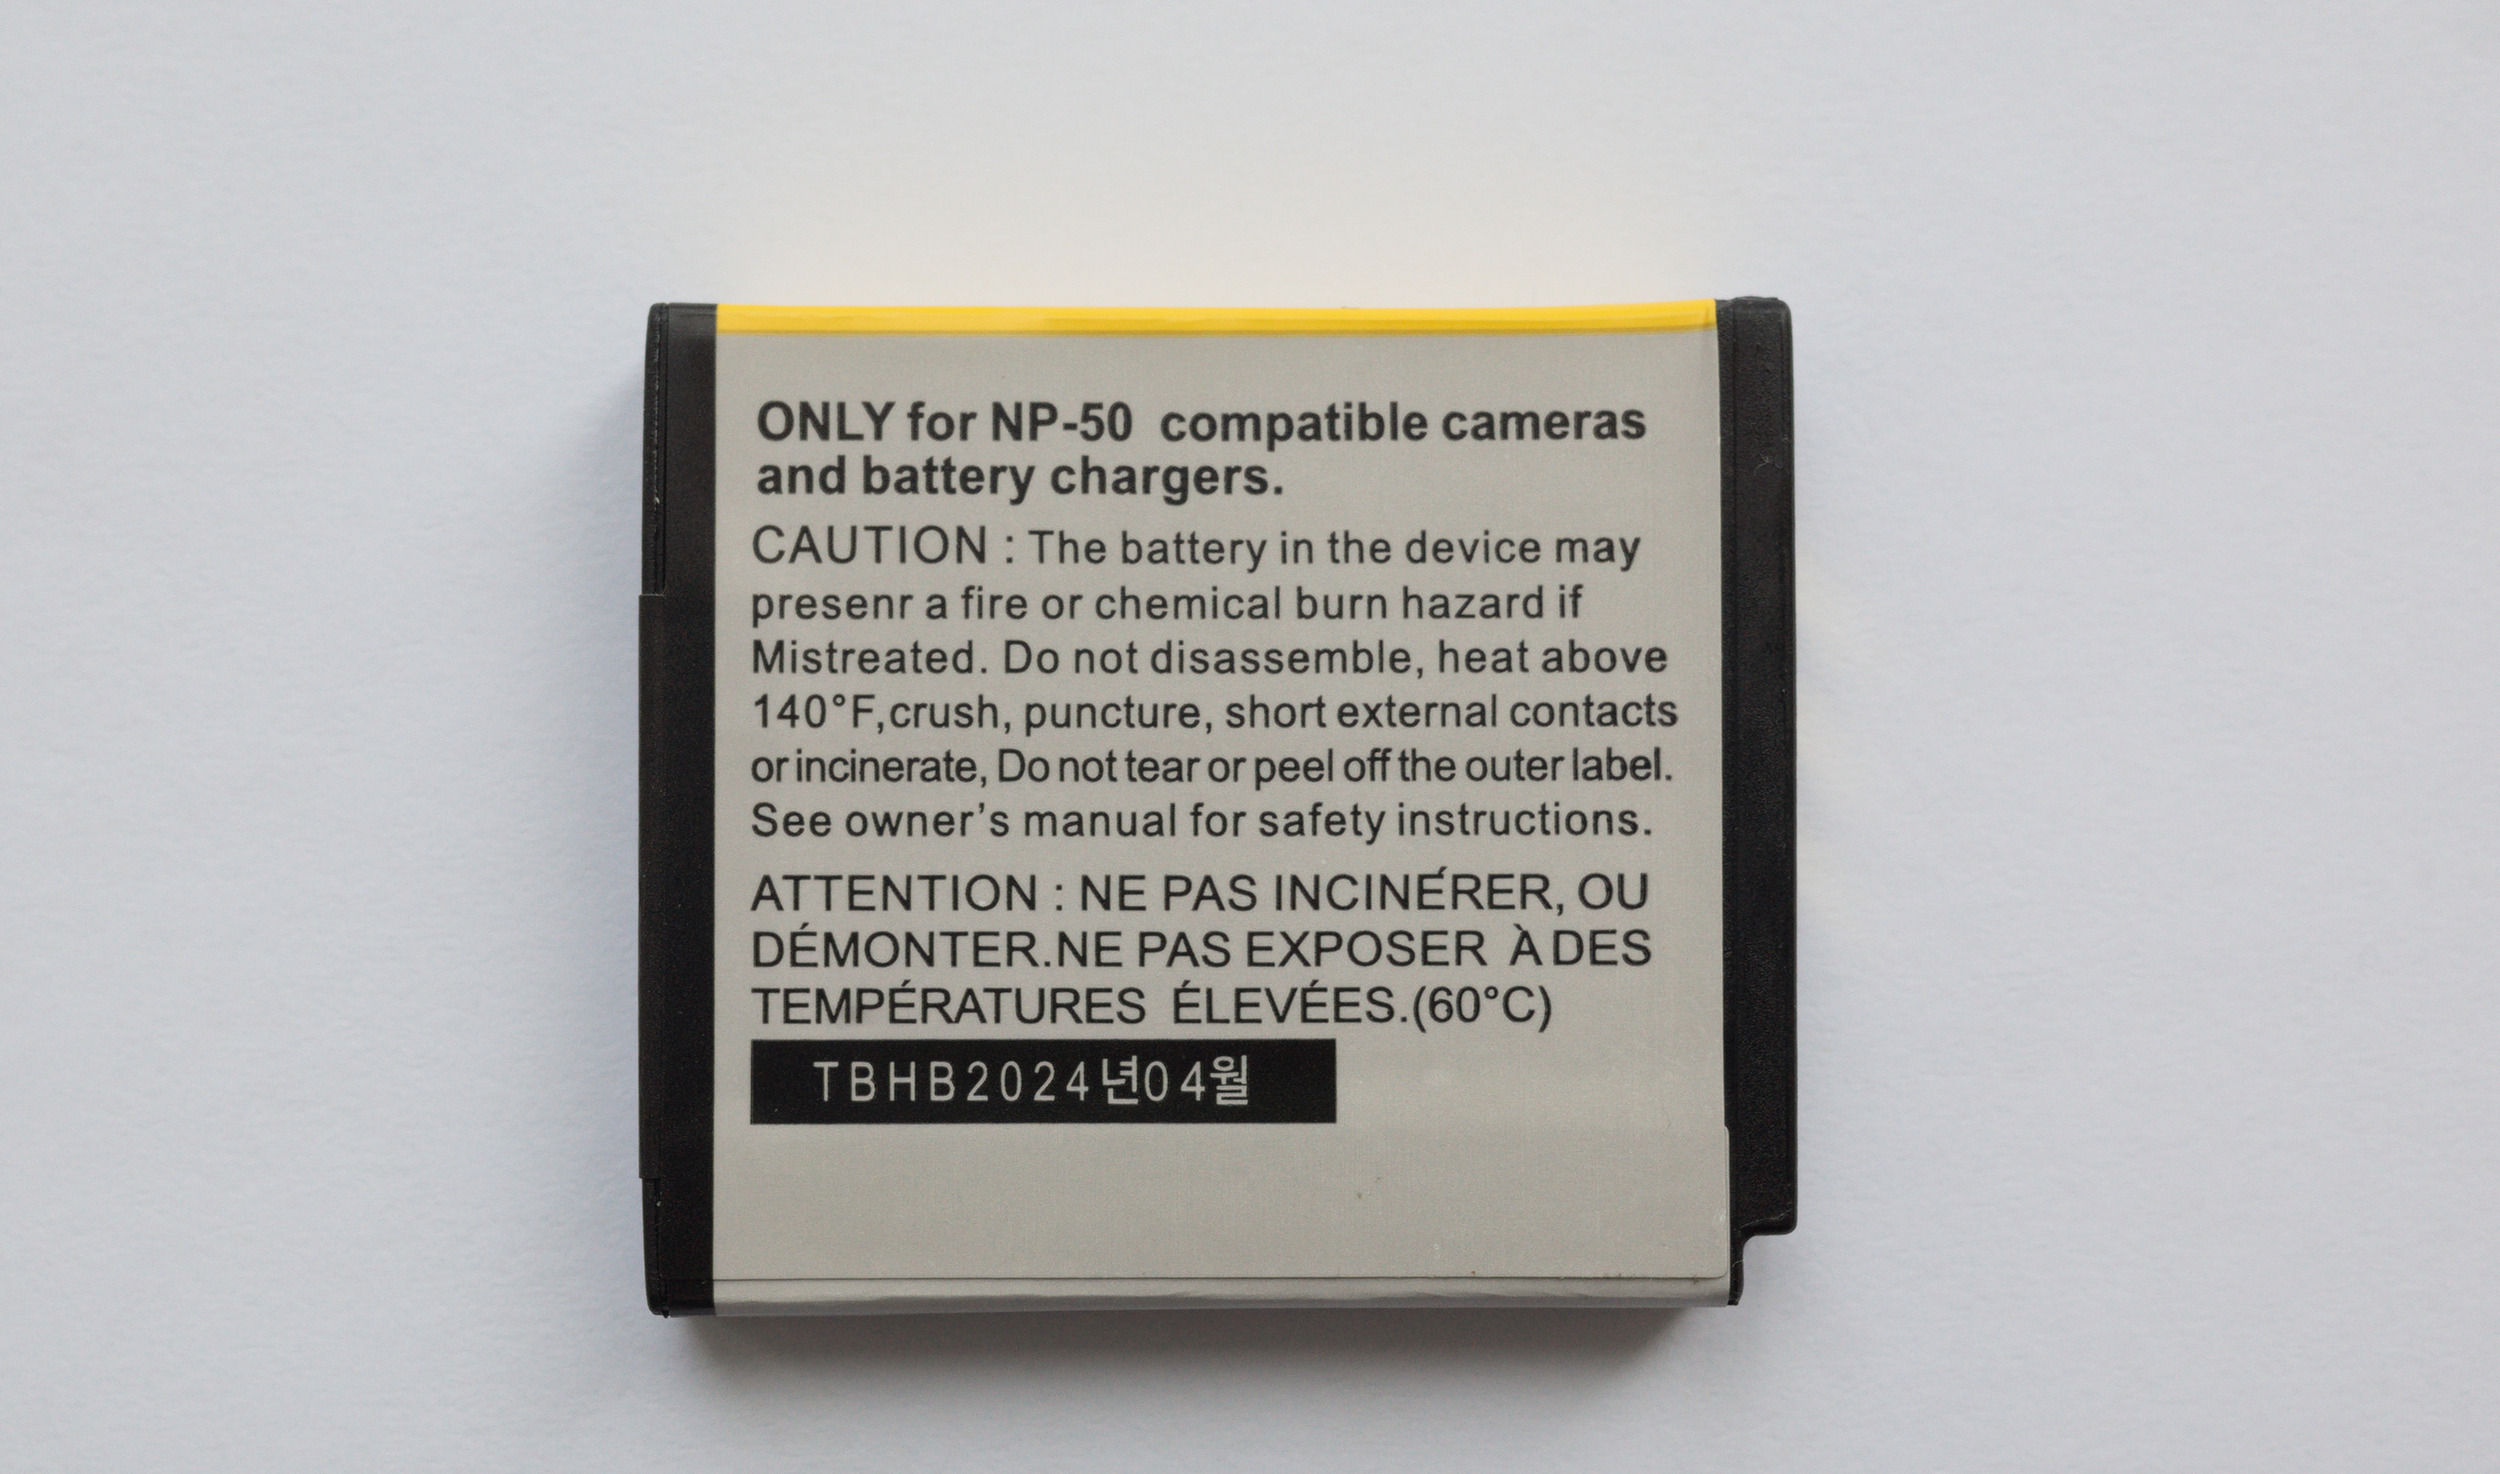 ONLY for NP-50 compatible cameras
and battery chargers.
CAUTION : The battery in the device may
presenr a fire or chemical burn hazard if
Mistreated. Do not disassemble, heat above
140°F,crush, puncture, short external contacts
or incinerate, Do not tear or peel off the outer label.
See owner’s manual for safety instructions.
ATTENTION : NE PAS INCINÉRER, OU
DÉMONTER.NE PAS EXPOSER À DES
TEMPÉRATURES ÉLEVÉES.(60°C)
TBHB2024년04월